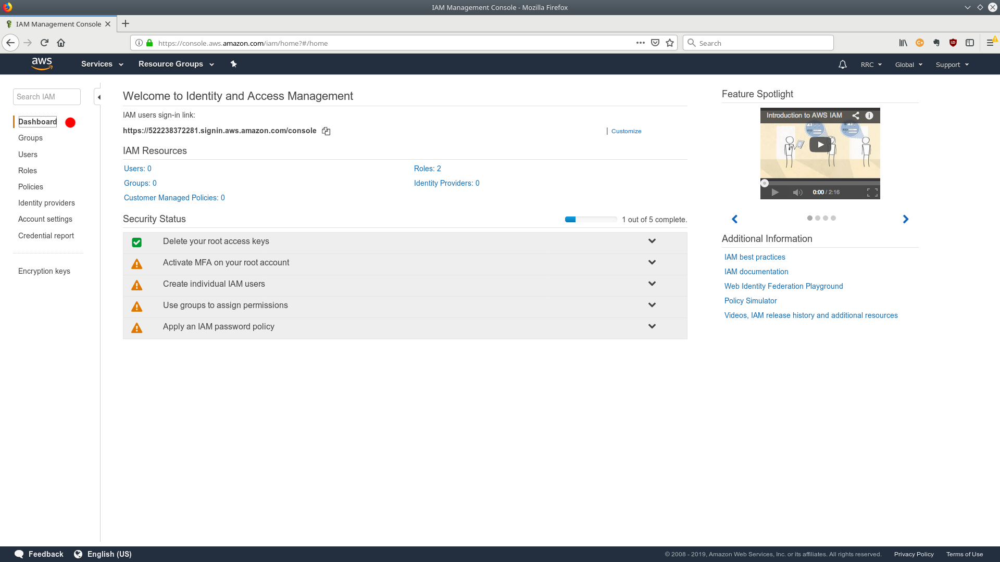 IAM Management Console - Mozilla Firefox
IAM Management Console
https://console.aws.amazon.com/iam/home?#/home
Search
aws
Services
Resource Groups
RRC
Global
Support
Search IAM
Dashboard
Groups
Users
Roles
Policies
Identity providers
Account settings
Credential report
Encryption keys
Welcome to Identity and Access Management
IAM users sign-in link:
https://522238372281.signin.aws.amazon.com/console
| Customize
IAM Resources
Users: 0
Roles: 2
Groups: 0
Identity Providers: 0
Customer Managed Policies: 0
Security Status
1 out of 5 complete.
Delete your root access keys
Activate MFA on your root account
Create individual IAM users
Use groups to assign permissions
Apply an IAM password policy
Feature Spotlight
Introduction to AWS IAM
0:00 / 2:16
Additional Information
IAM best practices
IAM documentation
Web Identity Federation Playground
Policy Simulator
Videos, IAM release history and additional resources
Feedback
English (US)
© 2008 - 2019, Amazon Web Services, Inc. or its affiliates. All rights reserved.
Privacy Policy
Terms of Use